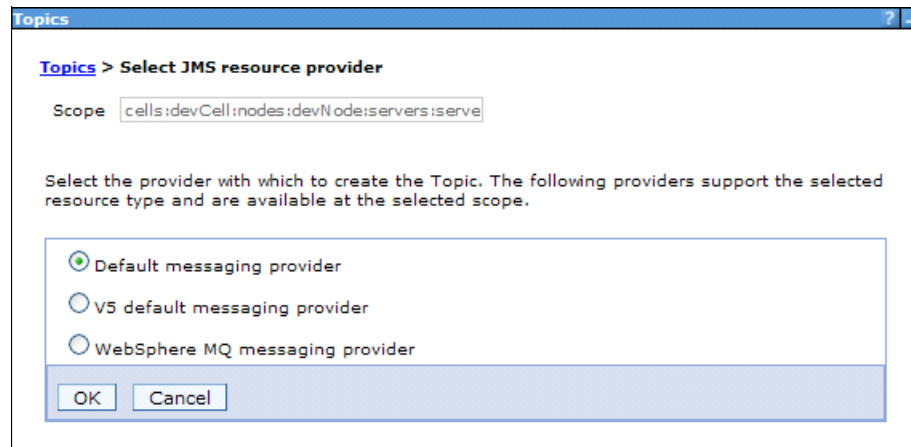 Topics ?
Topics > Select JMS resource provider
Scope cells:devCell:nodes:devNode:servers:serve
Select the provider with which to create the Topic. The following providers support the selected
resource type and are available at the selected scope.
Default messaging provider
V5 default messaging provider
WebSphere MQ messaging provider
OK Cancel